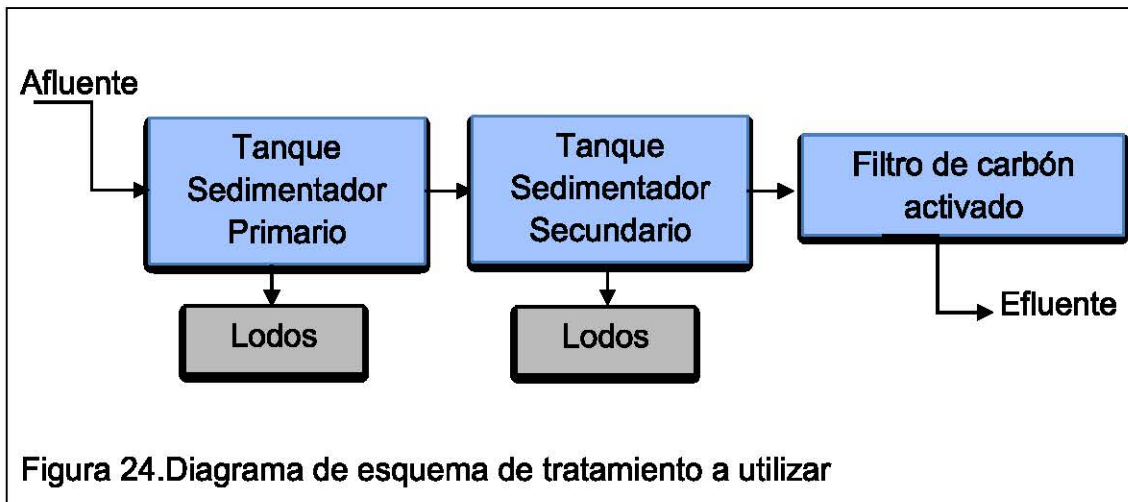 Afluente
Tanque
Sedimentador
Primario
Tanque
Sedimentador
Secundario
Filtro de carbón
activado
Lodos
Lodos
Efluente
Figura 24.Diagrama de esquema de tratamiento a utilizar